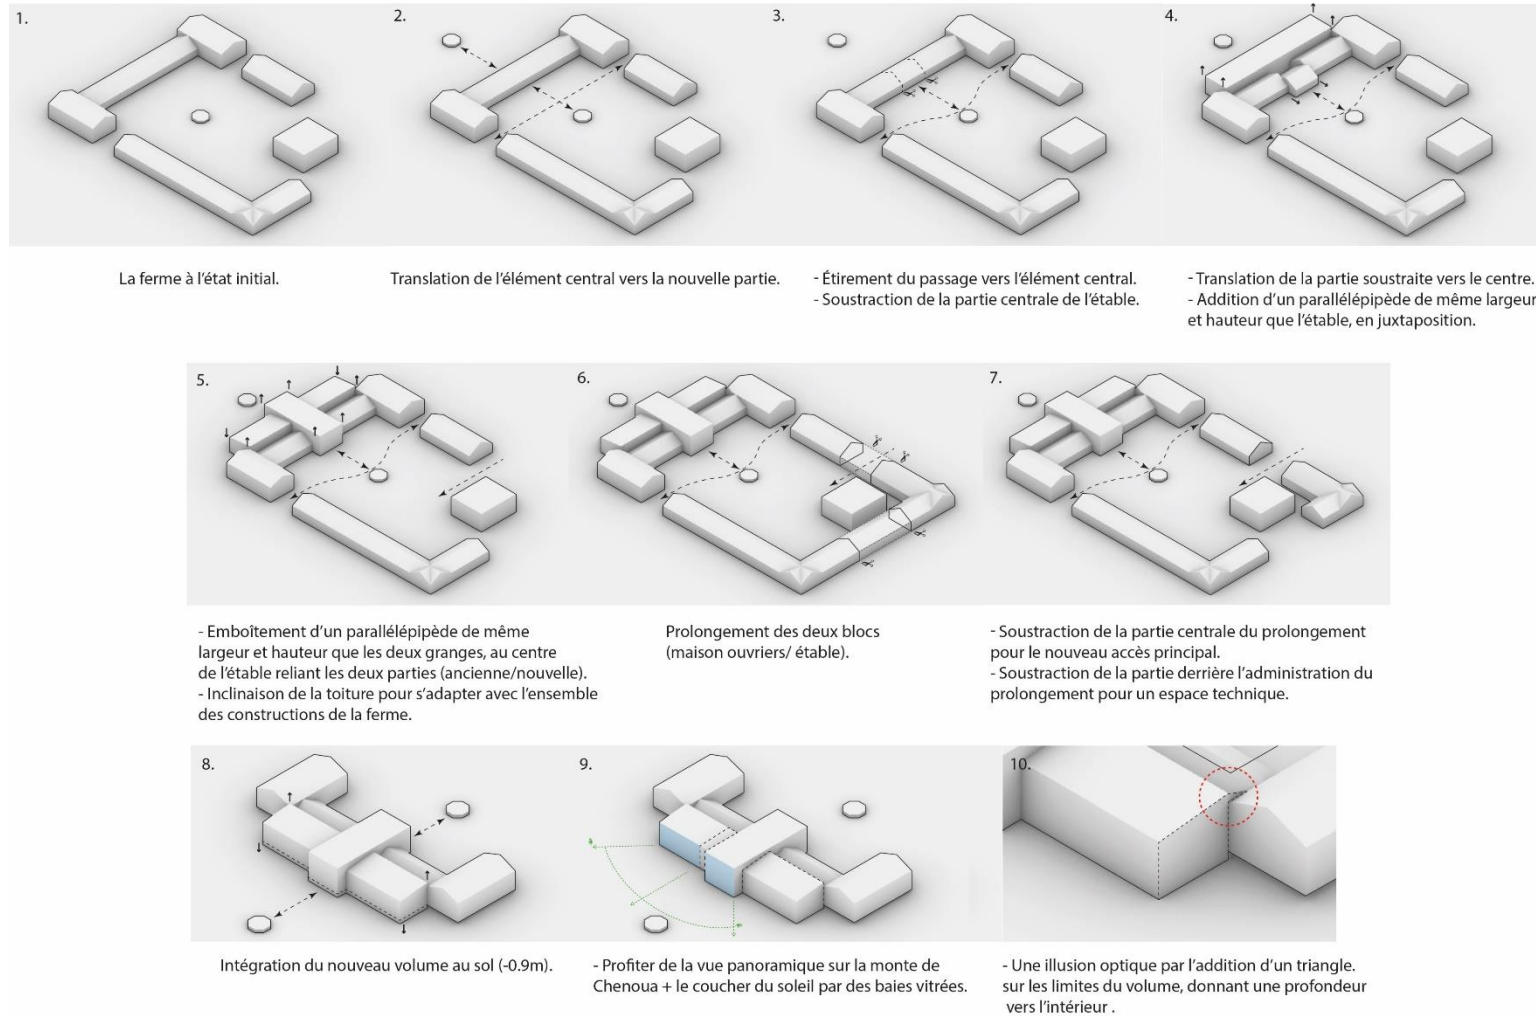 1.
2.
3.
4.
La ferme à l'état initial.
Translation de l'élément central vers la nouvelle partie.
- Étirement du passage vers l'élément central.
- Soustraction de la partie centrale de l'étable.
- Translation de la partie soustraite vers le centre.
- Addition d'un parallélépipède de même largeur
et hauteur que l'étable, en juxtaposition.
5.
6.
7.
- Emboîtement d'un parallélépipède de même
largeur et hauteur que les deux granges, au centre
de l'étable reliant les deux parties (ancienne/nouvelle).
- Inclinaison de la toiture pour s'adapter avec l'ensemble
des constructions de la ferme.
Prolongement des deux blocs
(maison ouvriers/ étable).
- Soustraction de la partie centrale du prolongement
pour le nouveau accès principal.
- Soustraction de la partie derrière l'administration du
prolongement pour un espace technique.
8.
9.
10.
Intégration du nouveau volume au sol (-0.9m).
- Profiter de la vue panoramique sur la monte de
Chenoua + le coucher du soleil par des baies vitrées.
- Une illusion optique par l'addition d'un triangle.
sur les limites du volume, donnant une profondeur
vers l'intérieur .